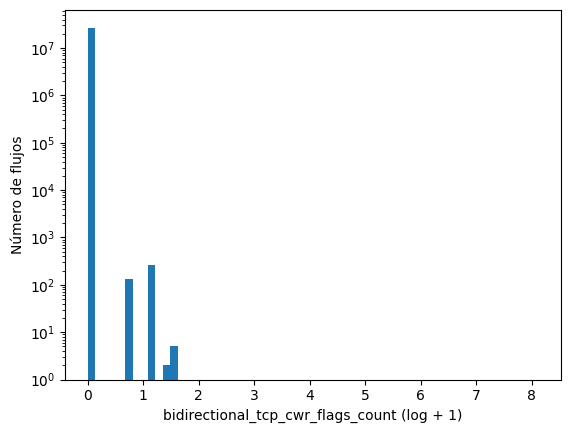 Número de flujos
10^7
10^6
10^5
10^4
10^3
10^2
10^1
10^0
0 1 2 3 4 5 6 7 8
bidirectional_tcp_cwr_flags_count (log + 1)